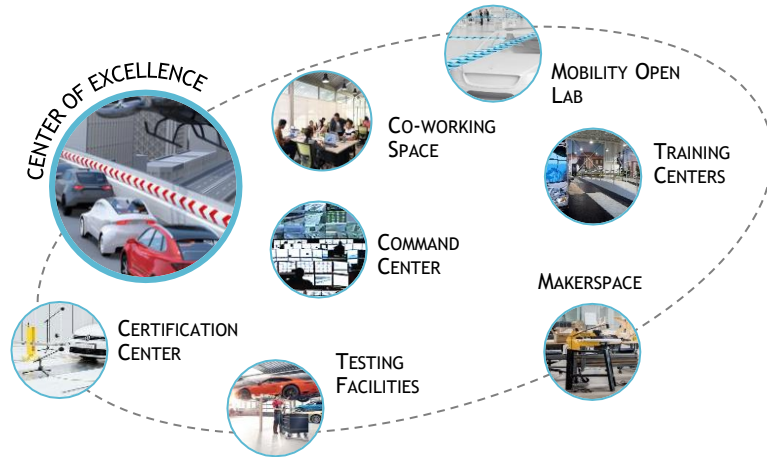 CENTER OF EXCELLENCE
MOBILITY OPEN
LAB
CO-WORKING
SPACE
TRAINING
CENTERS
COMMAND
CENTER
MAKERSPACE
CERTIFICATION
CENTER
TESTING
FACILITIES